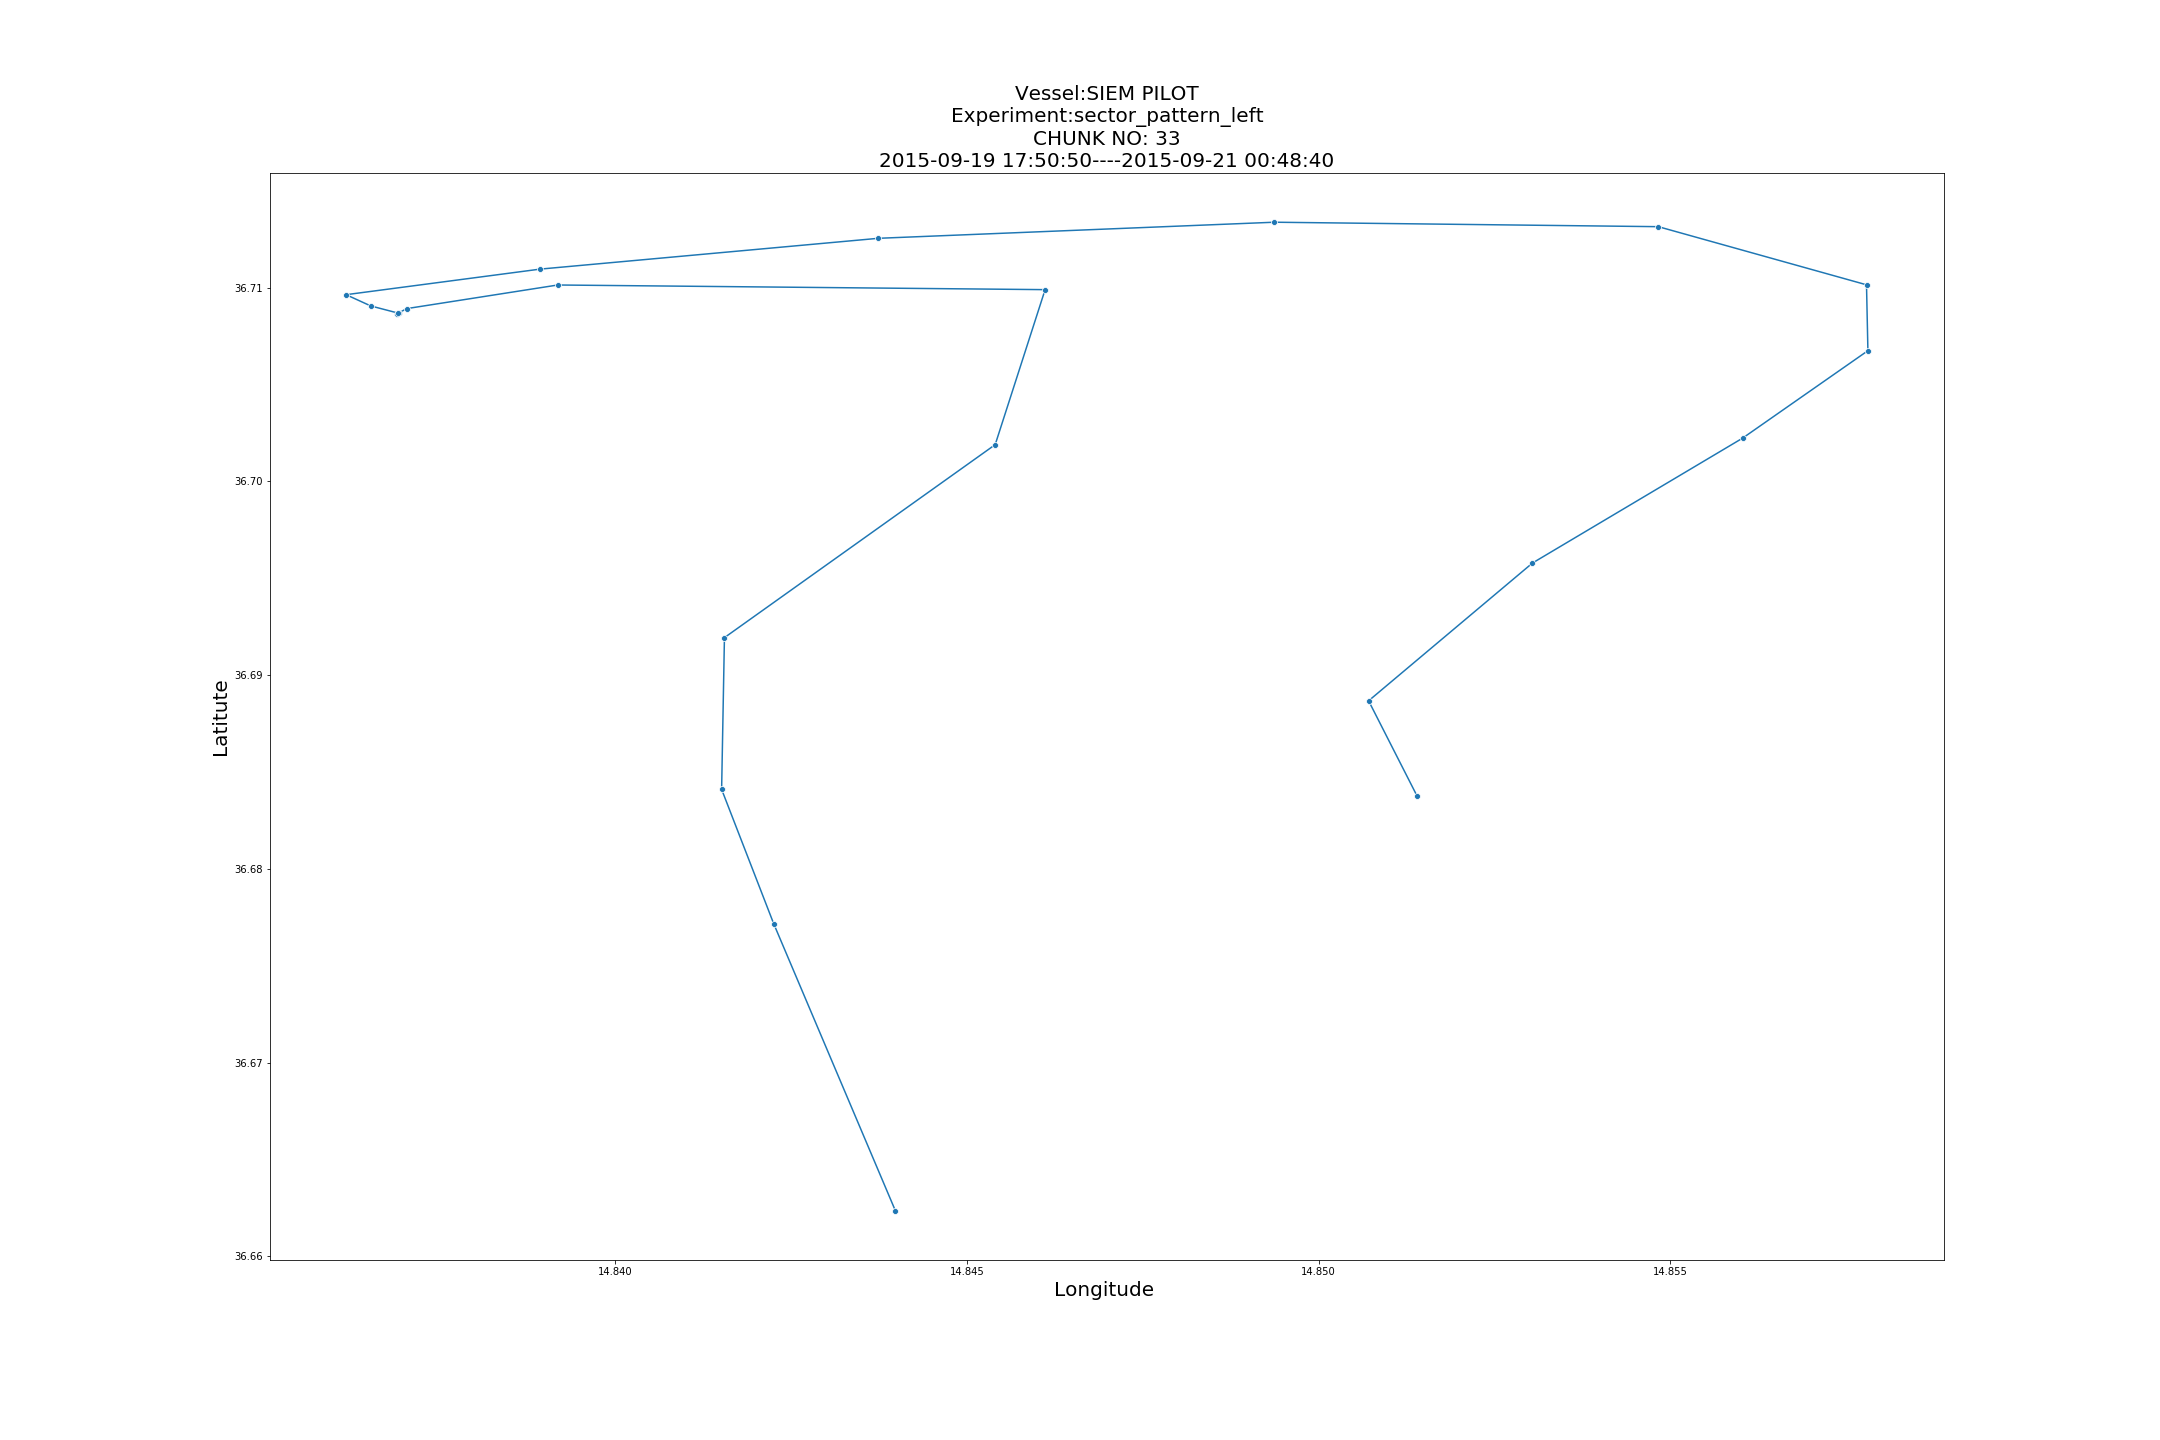 Vessel:SIEM PILOT
Experiment:sector_pattern_left
CHUNK NO: 33
2015-09-19 17:50:50----2015-09-21 00:48:40
36.71
36.70
36.69
36.68
36.67
36.66
Latitute
14.840 14.845 14.850 14.855
Longitude